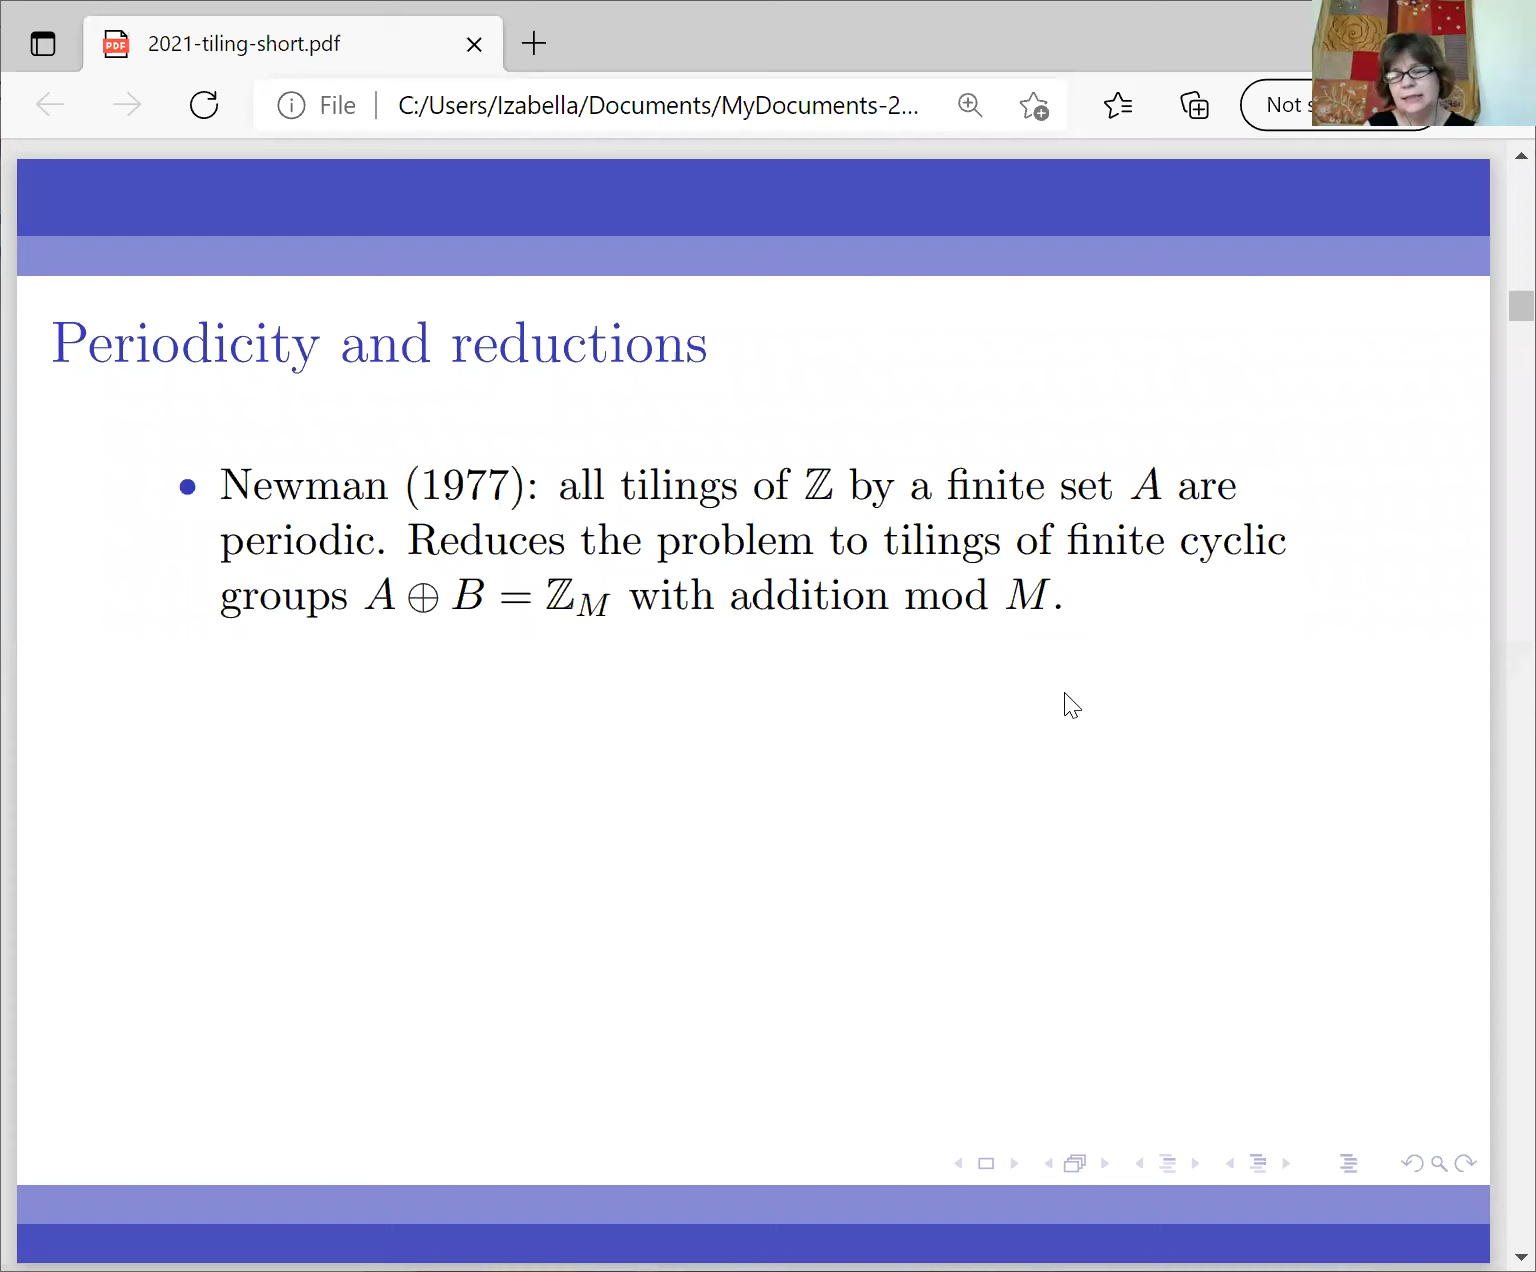 2021-tiling-short.pdf
File
C:/Users/Izabella/Documents/MyDocuments-2...
Not
Periodicity and reductions
• Newman (1977): all tilings of ℤ by a finite set A are
periodic. Reduces the problem to tilings of finite cyclic
groups A ⊕ B = ℤ_M with addition mod M.